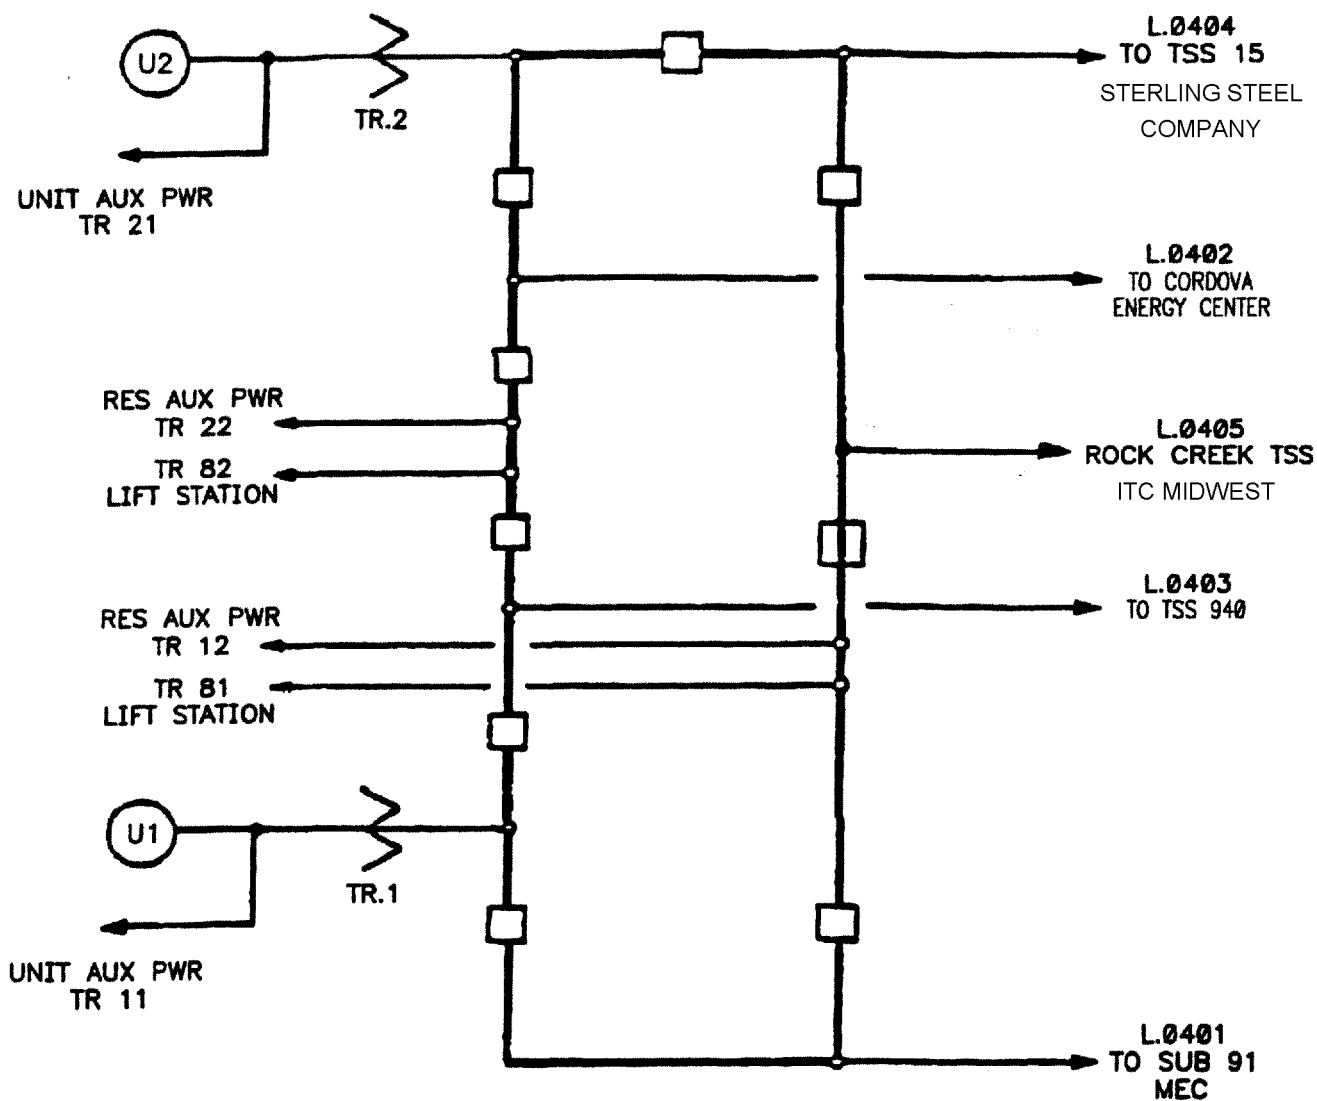 U2
TR.2
UNIT AUX PWR
TR 21
L.0404
TO TSS 15
STERLING STEEL
COMPANY
L.0402
TO CORDOVA
ENERGY CENTER
RES AUX PWR
TR 22
TR 82
LIFT STATION
L.0405
ROCK CREEK TSS
ITC MIDWEST
L.0403
TO TSS 940
RES AUX PWR
TR 12
TR 81
LIFT STATION
U1
TR.1
UNIT AUX PWR
TR 11
L.0401
TO SUB 91
MEC